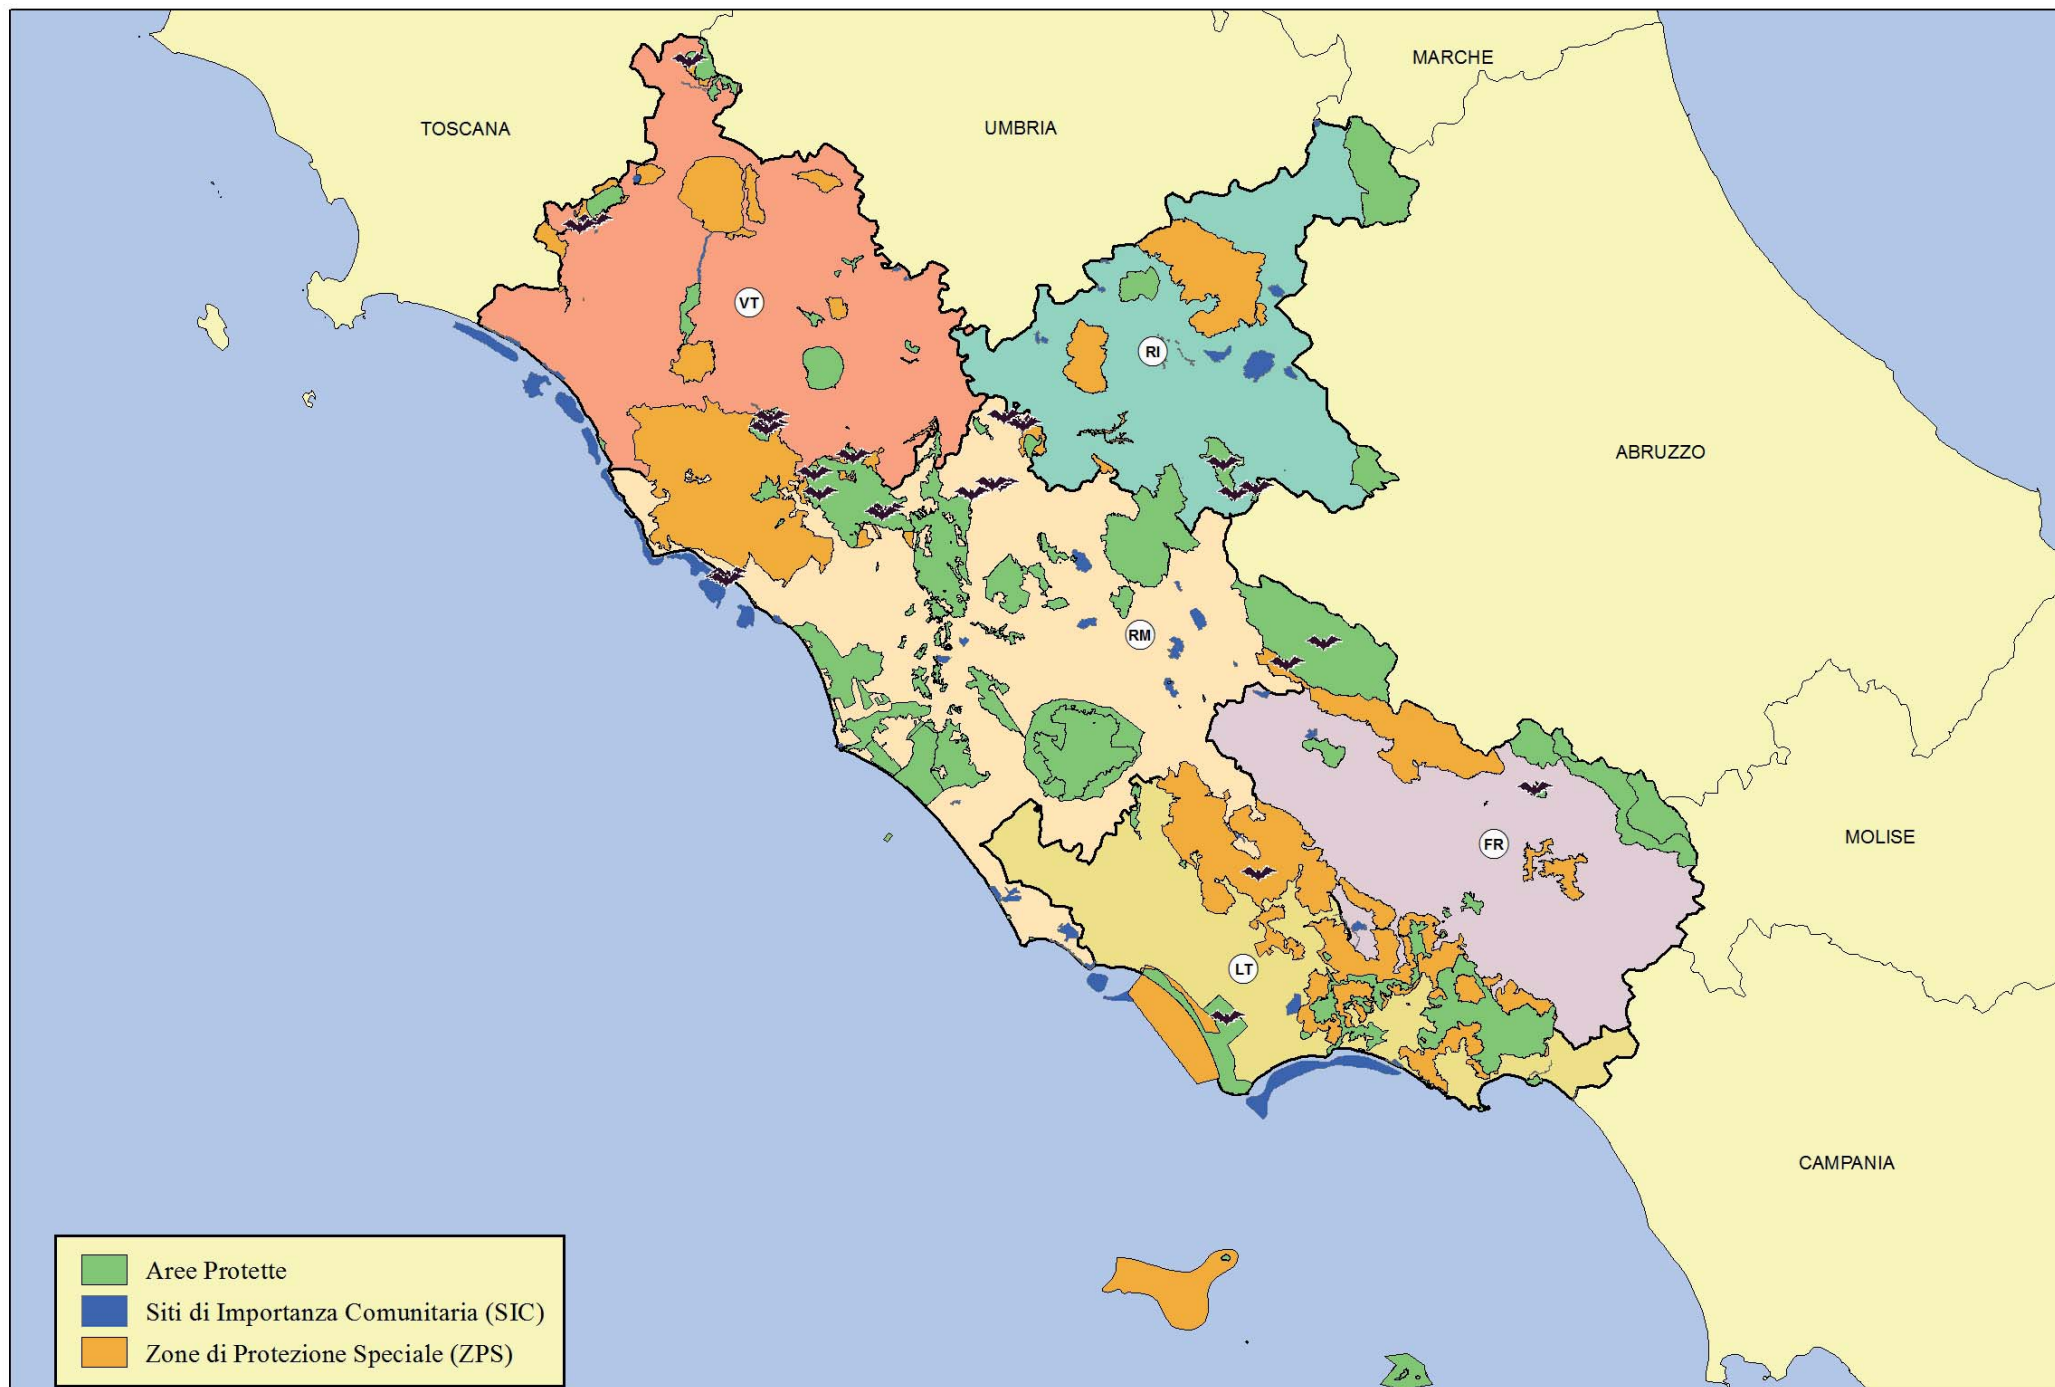 MARCHE
TOSCANA
UMBRIA
VT
RI
ABRUZZO
RM
MOLISE
FR
LT
CAMPANIA
Aree Protette
Siti di Importanza Comunitaria (SIC)
Zone di Protezione Speciale (ZPS)